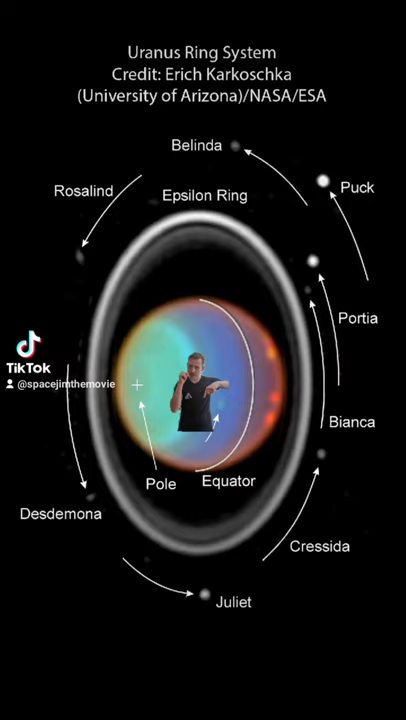 Uranus Ring System
Credit: Erich Karkoschka
(University of Arizona)/NASA/ESA
Belinda
Rosalind
Epsilon Ring
Puck
Portia
TikTok
@spacejimthemovie
Bianca
Pole
Equator
Desdemona
Cressida
Juliet